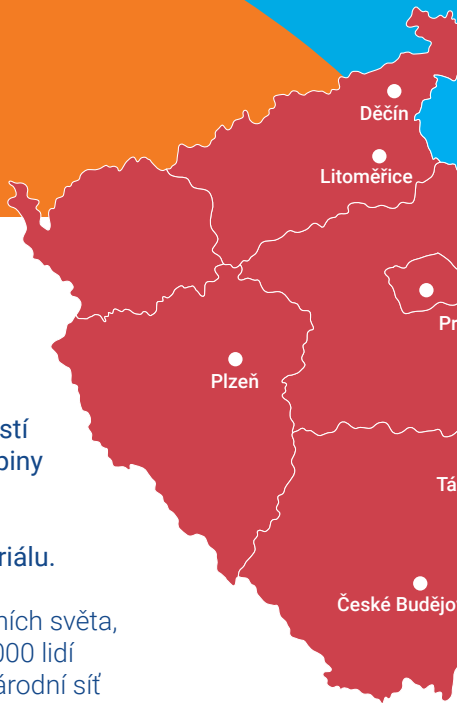 Děčín
Litoměřice
Pr
Plzeň
stí
piny
Tá
riálu.
České Budějo
ních světa,
000 lidí
árodní síť